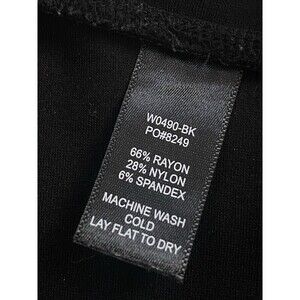 W0490-BK
PO#8249
66% RAYON
28% NYLON
6% SPANDEX
MACHINE WASH
COLD
LAY FLAT TO DRY